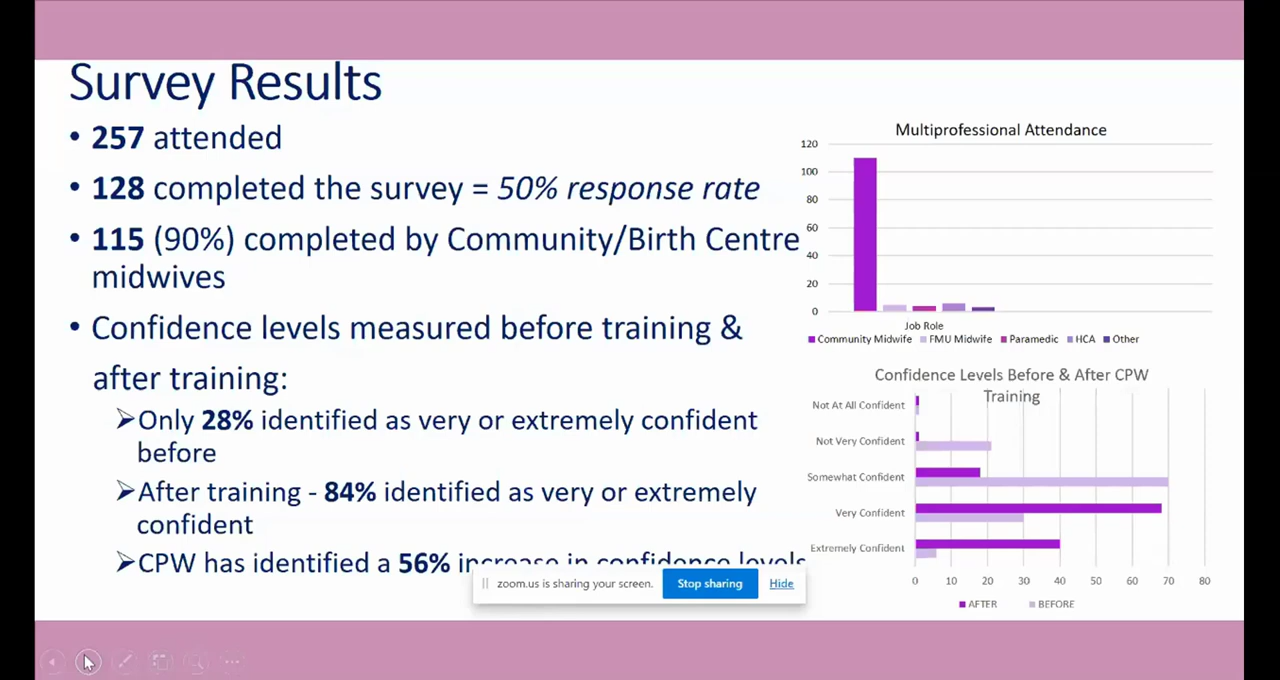 Survey Results
• 257 attended
• 128 completed the survey = 50% response rate
• 115 (90%) completed by Community/Birth Centre
midwives
• Confidence levels measured before training &
after training:
➢Only 28% identified as very or extremely confident
before
➢After training - 84% identified as very or extremely
confident
➢CPW has identified a 56% increase in confidence levels
zoom.us is sharing your screen. Stop sharing Hide
Multiprofessional Attendance
120
100
80
60
40
20
0
Job Role
Community Midwife FMU Midwife Paramedic HCA Other
Confidence Levels Before & After CPW
Training
Not At All Confident
Not Very Confident
Somewhat Confident
Very Confident
Extremely Confident
0 10 20 30 40 50 60 70 80
AFTER BEFORE